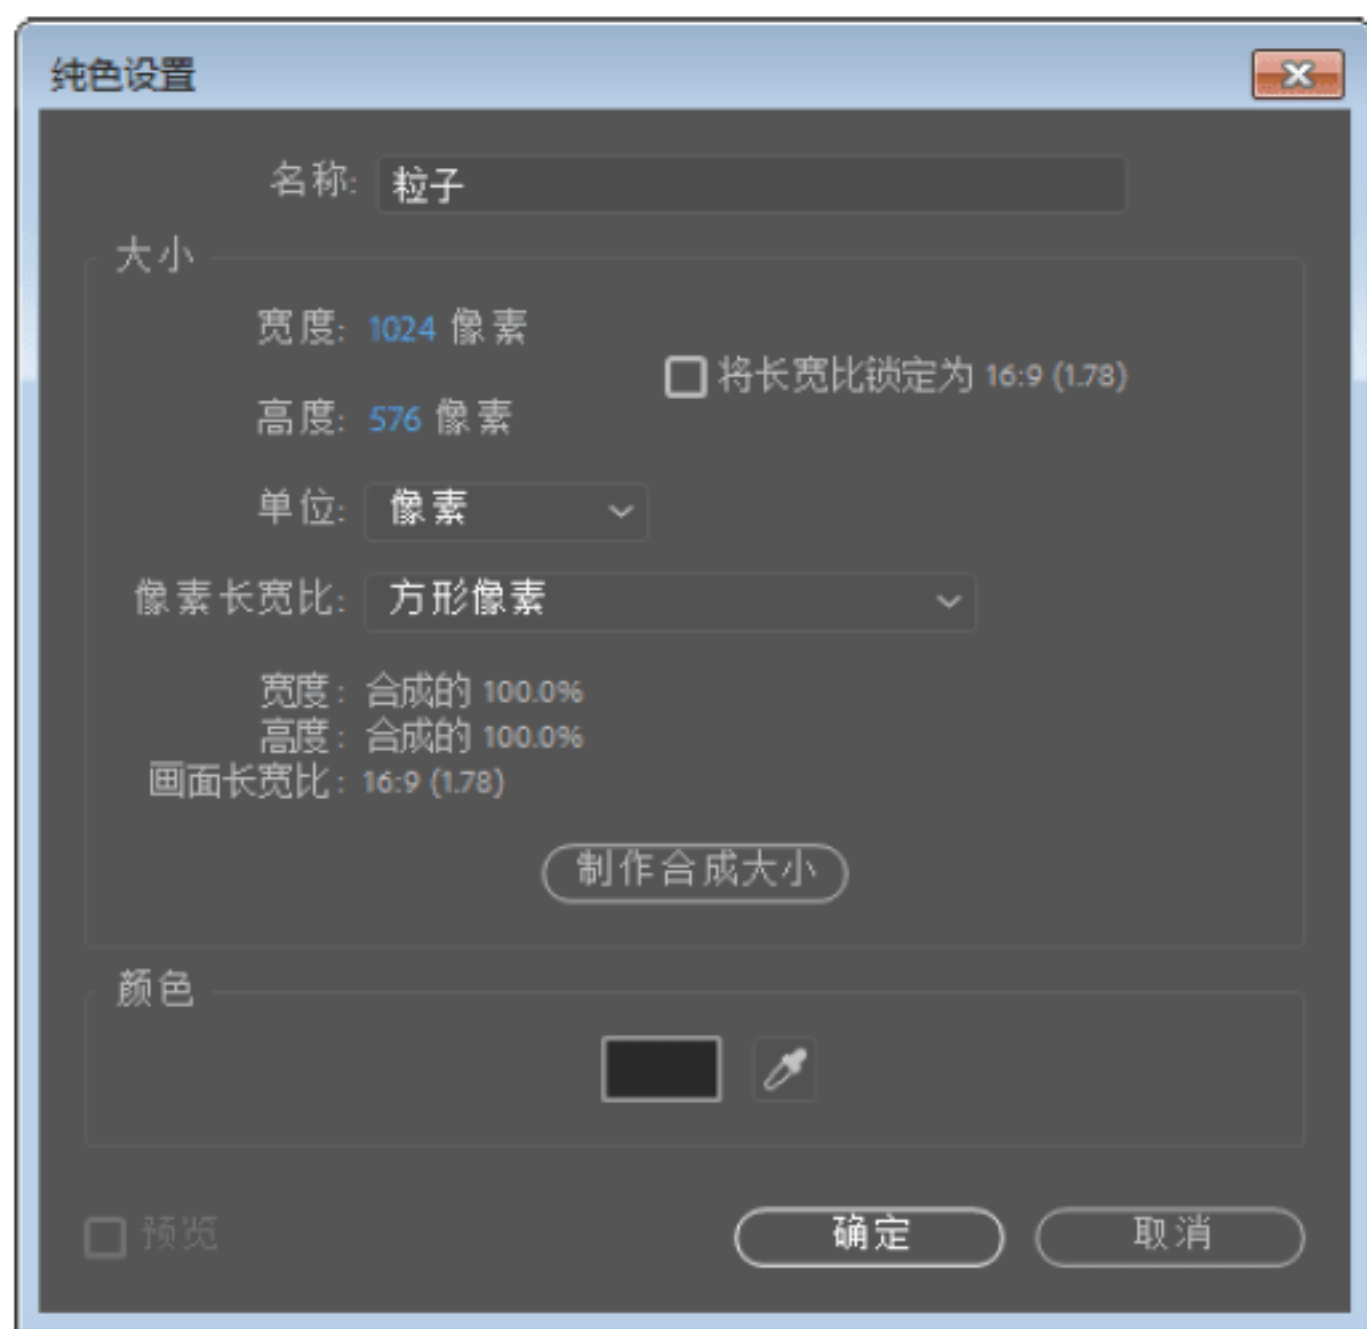 纯色设置
名称: 粒子
大小
宽度: 1024 像素
将长宽比锁定为 16:9 (1.78)
高度: 576 像素
单位: 像素
像素长宽比: 方形像素
宽度: 合成的 100.0%
高度: 合成的 100.0%
画面长宽比: 16:9 (1.78)
制作合成大小
颜色
预览 确定 取消